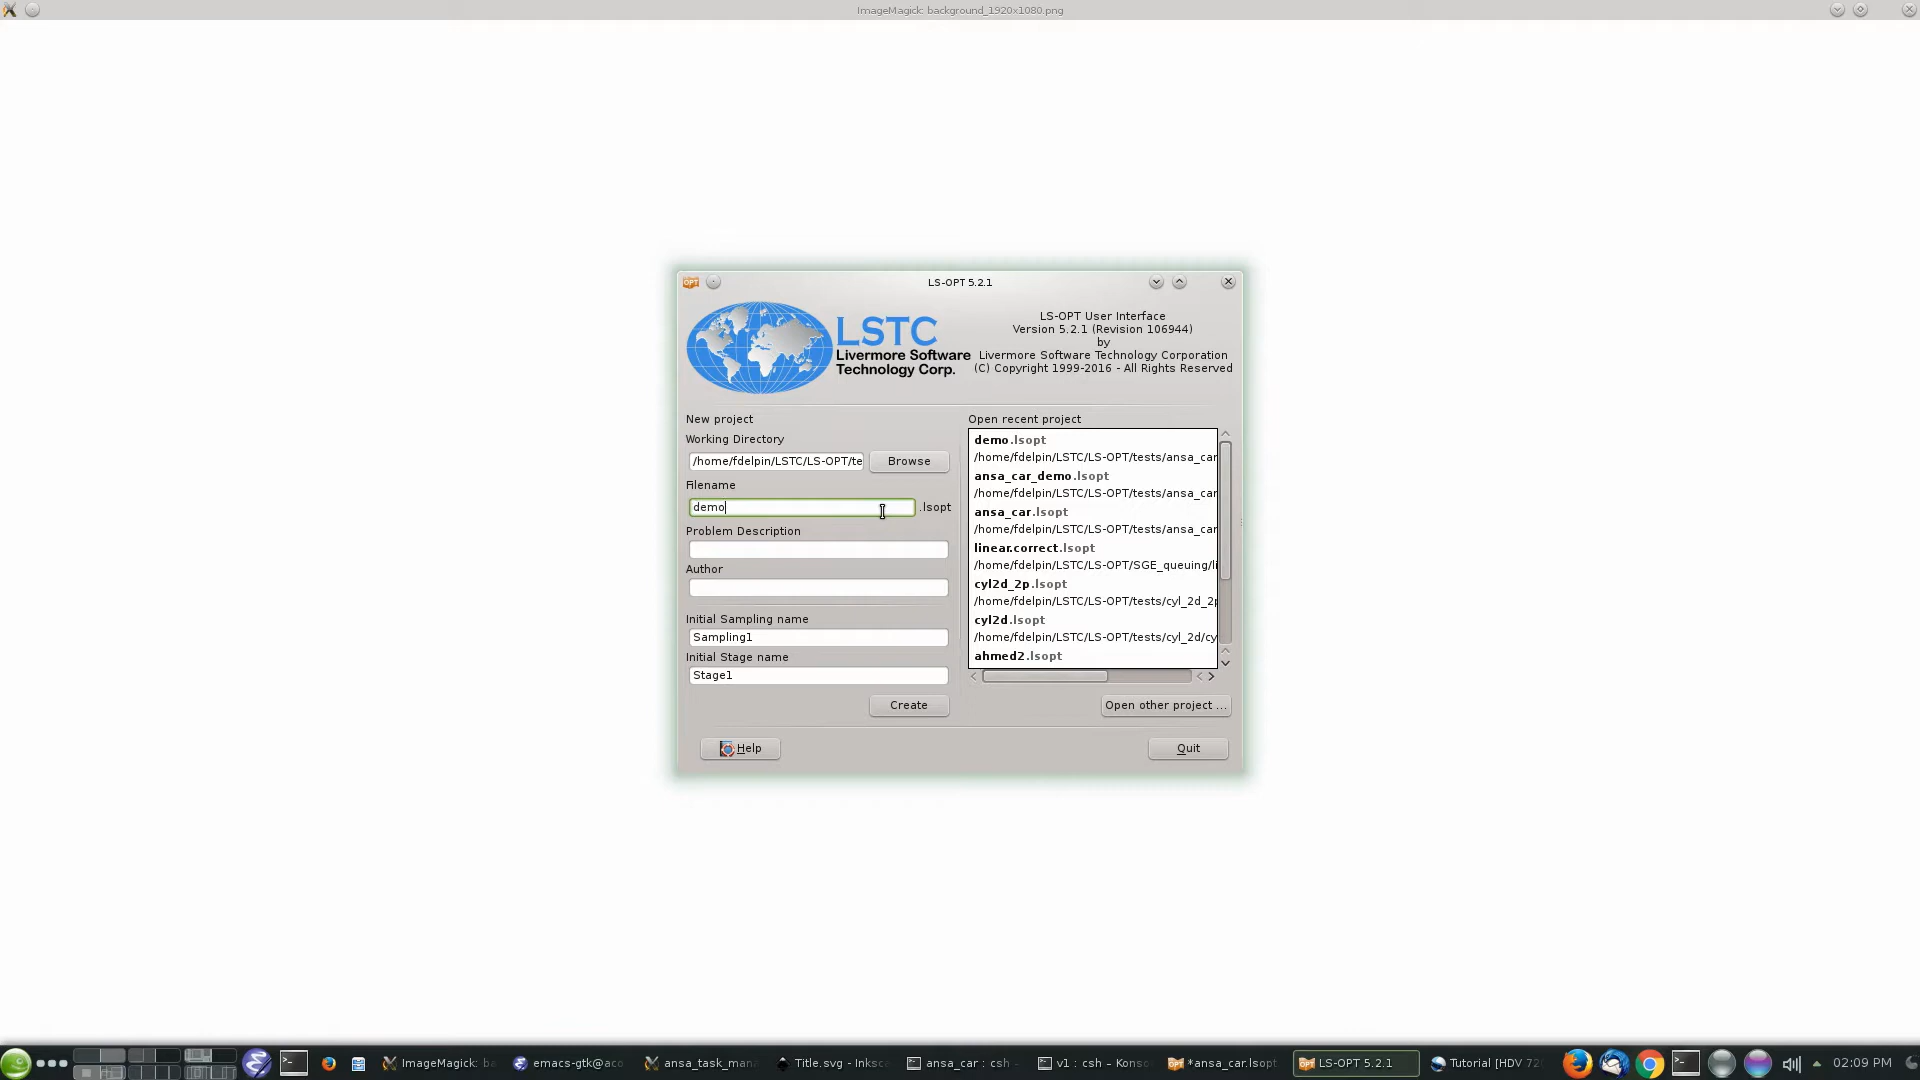 ImageMagick: background_1920x1080.png
LS-OPT 5.2.1
LSTC
Livermore Software
Technology Corp.
LS-OPT User Interface
Version 5.2.1 (Revision 106944)
by
Livermore Software Technology Corporation
(C) Copyright 1999-2016 - All Rights Reserved
New project
Working Directory
/home/fdelpin/LSTC/LS-OPT/te
Browse
Filename
demo
.lsopt
Problem Description
Author
Initial Sampling name
Sampling1
Initial Stage name
Stage1
Create
Open recent project
demo.lsopt
/home/fdelpin/LSTC/LS-OPT/tests/ansa_car
ansa_car_demo.lsopt
/home/fdelpin/LSTC/LS-OPT/tests/ansa_car
ansa_car.lsopt
/home/fdelpin/LSTC/LS-OPT/tests/ansa_car
linear.correct.lsopt
/home/fdelpin/LSTC/LS-OPT/SGE_queuing/li
cyl2d_2p.lsopt
/home/fdelpin/LSTC/LS-OPT/tests/cyl_2d_2p
cyl2d.lsopt
/home/fdelpin/LSTC/LS-OPT/tests/cyl_2d/cy
ahmed2.lsopt
Open other project ...
Help
Quit
ImageMagick: ba
emacs-gtk@aco
ansa_task_mana
Title.svg - Inksc
ansa_car : csh
v1 : csh - Konso
*ansa_car.lsopt
LS-OPT 5.2.1
Tutorial [HDV 72
02:09 PM